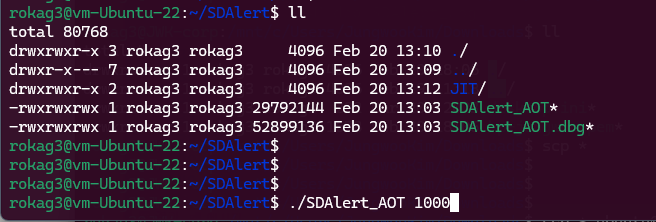 rokag3@vm-Ubuntu-22:~/SDAlert$ ll
total 80768
drwxrwxr-x 3 rokag3 rokag3     4096 Feb 20 13:10 ./
drwxr-x--- 7 rokag3 rokag3     4096 Feb 20 13:09 ../
drwxrwxr-x 2 rokag3 rokag3     4096 Feb 20 13:12 JIT/
-rwxrwxrwx 1 rokag3 rokag3 29792144 Feb 20 13:03 SDAlert_AOT*
-rwxrwxrwx 1 rokag3 rokag3 52899136 Feb 20 13:03 SDAlert_AOT.dbg*
rokag3@vm-Ubuntu-22:~/SDAlert$
rokag3@vm-Ubuntu-22:~/SDAlert$
rokag3@vm-Ubuntu-22:~/SDAlert$
rokag3@vm-Ubuntu-22:~/SDAlert$ ./SDAlert_AOT 1000